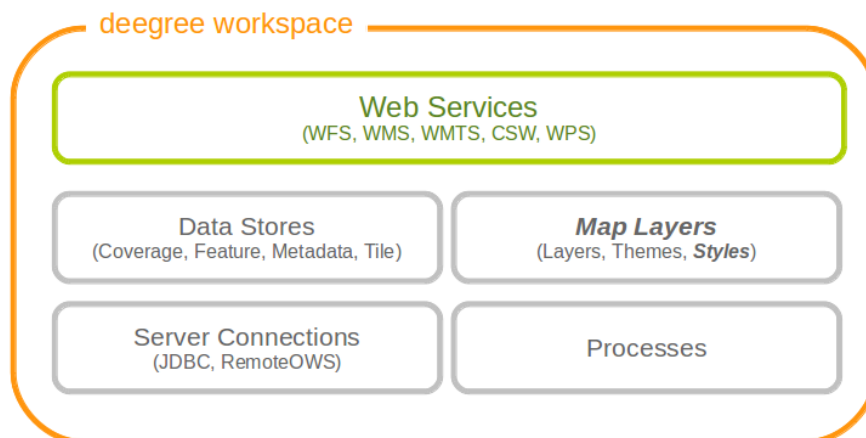 deegree workspace
Web Services
(WFS, WMS, WMTS, CSW, WPS)
Data Stores
(Coverage, Feature, Metadata, Tile)
Map Layers
(Layers, Themes, Styles)
Server Connections
(JDBC, RemoteOWS)
Processes